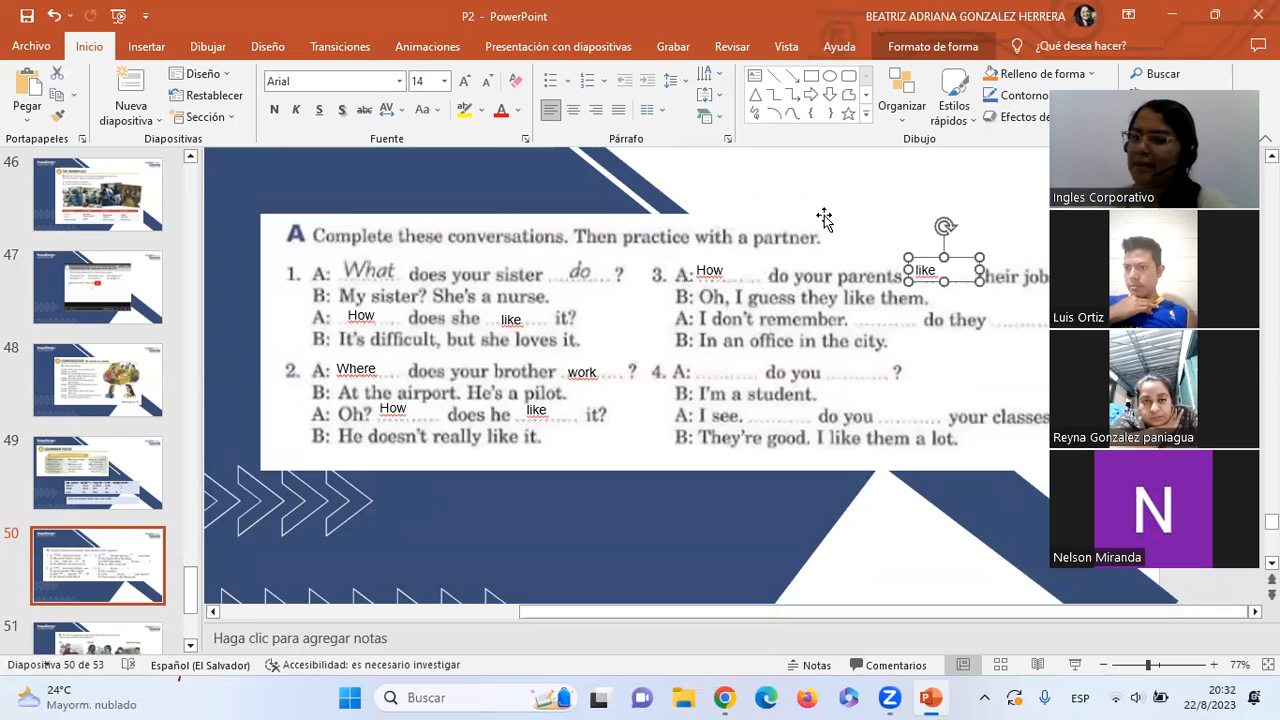 P2 - PowerPoint
BEATRIZ ADRIANA GONZALEZ HERRERA
Archivo Inicio Insertar Dibujar Diseño Transiciones Animaciones Presentación con diapositivas Grabar Revisar Vista Ayuda Formato de forma ¿Qué desea hacer?
Pegar
Portapapeles
Nueva diapositiva
Diseño
Restablecer
Sección
Diapositivas
Arial 14
N K S abc AV Aa A
Fuente
Párrafo
Organizar
Estilos rápidos
Relleno de forma
Contorno
Efectos de
Dibujo
Buscar
46
47
48
49
50
51
A Complete these conversations. Then practice with a partner.
1. A: What does your sister do ?
B: My sister? She's a nurse.
A: How does she like it?
B: It's difficult, but she loves it.
2. A: Where does your brother work ?
B: At the airport. He's a pilot.
A: Oh? How does he like it?
B: He doesn't really like it.
3. A: How do your parents like their job
B: Oh, I guess they like them.
A: I don't remember. do they
B: In an office in the city.
4. A: do you ?
B: I'm a student.
A: I see. do you your classes
B: They're good. I like them a lot.
Ingles Corporativo
Luis Ortiz
Reyna Gonzalez paniagua
N
Nelson Miranda
Haga clic para agregar notas
Diapositiva 50 de 53 Español (El Salvador) Accesibilidad: es necesario investigar Notas Comentarios 77%
24°C
Mayorm. nublado
Buscar
ESP
20:32
22/8/2023